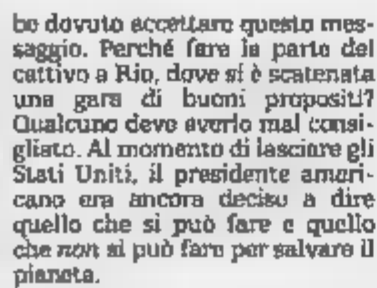 be dovuto accettare questo mes-
saggio. Perché fare la parte del
cattivo a Rio, dove si è scatenata
una gara di buoni propositi?
Qualcuno deve averlo mal consi-
gliato. Al momento di lasciare gli
Stati Uniti, il presidente ameri-
cano era ancora deciso a dire
quello che si può fare e quello
che non si può fare per salvare il
pianeta.